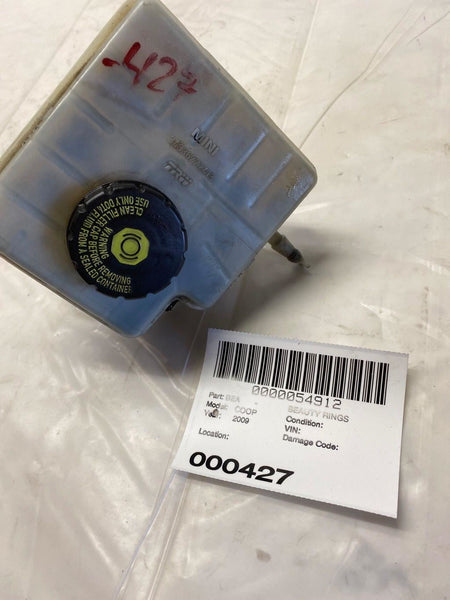 -427
MINI
TRW
WARNING
CLEAN FILLER CAP BEFORE REMOVING
USE ONLY DOT4 FLUID FROM A SEALED CONTAINER
0000054912
Part: BEA BEAUTY RINGS
Model: COOP Condition:
Year: 2009 VIN:
Location: Damage Code:
000427